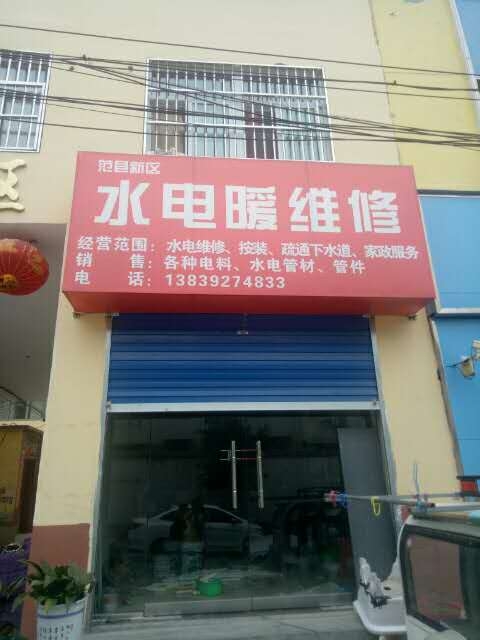 范县新区
水电暖维修
经营范围：水电维修、按装、疏通下水道、家政服务
销　售：各种电料、水电管材、管件
电　话：13839274833